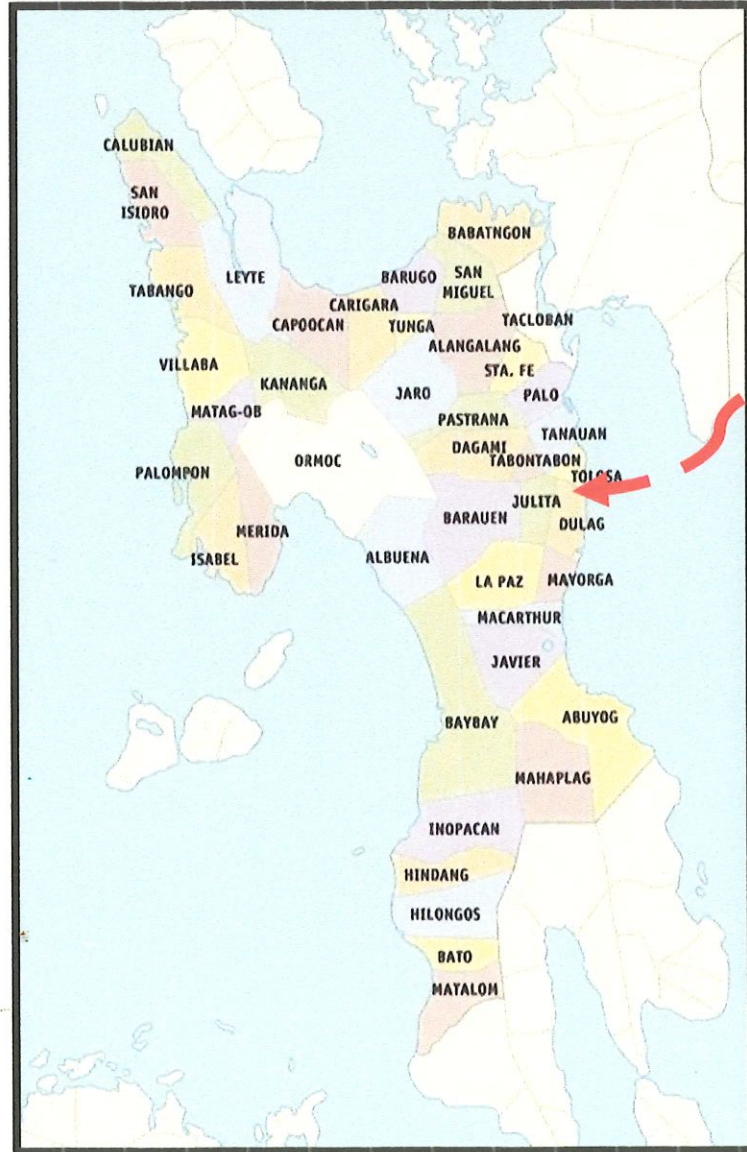 CALUBIAN
SAN
ISIDRO
BABATNGON
LEYTE
BARUGO
SAN
MIGUEL
TABANGO
CARIGARA
CAPOOCAN
TUNGA
TACLOBAN
ALANGALANG
VILLABA
STA. FE
KANANGA
JARO
PALO
MATAG-OB
PASTRANA
TANAUAN
DAGAMI
TABONTABON
ORMOC
PALOMPON
TOLOSA
JULITA
BARAUEN
DULAG
MERIDA
ISABEL
ALBUENA
LA PAZ
MAYORGA
MACARTHUR
JAVIER
BAYBAY
ABUYOG
MAHAPLAG
INOPACAN
HINDANG
HILONGOS
BATO
MATALOM